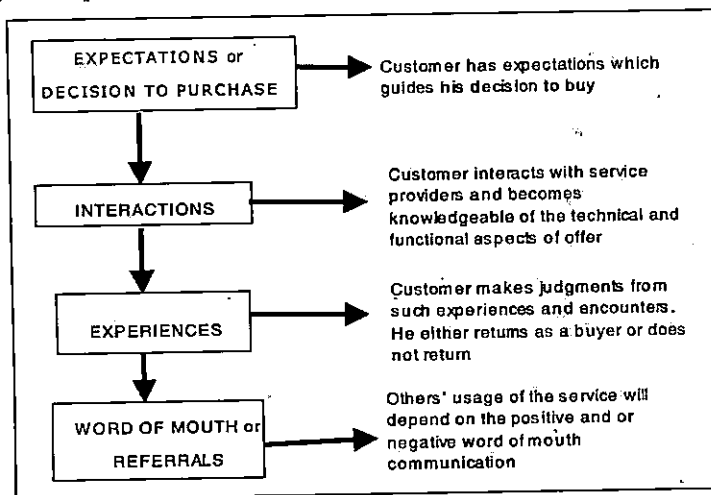 EXPECTATIONS or
DECISION TO PURCHASE
Customer has expectations which
guides his decision to buy
INTERACTIONS
Customer interacts with service
providers and becomes
knowledgeable of the technical and
functional aspects of offer
EXPERIENCES
Customer makes judgments from
such experiences and encounters.
He either returns as a buyer or does
not return
WORD OF MOUTH or
REFERRALS
Others' usage of the service will
depend on the positive and or
negative word of mouth
communication